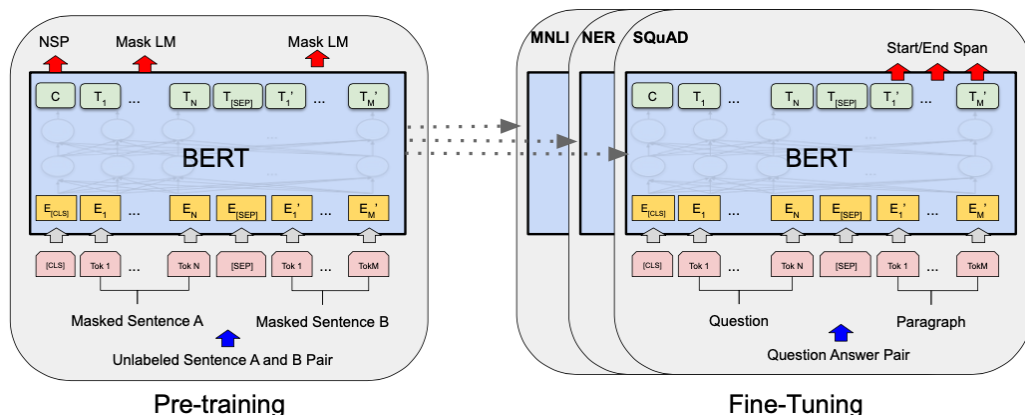 NSP Mask LM Mask LM
C T1 ... TN T[SEP] T1' ... TM'
BERT
E[CLS] E1 ... EN E[SEP] E1' ... EM'
[CLS] Tok 1 ... Tok N [SEP] Tok 1 ... TokM
Masked Sentence A Masked Sentence B
Unlabeled Sentence A and B Pair
Pre-training
MNLI NER SQuAD
Start/End Span
C T1 ... TN T[SEP] T1' ... TM'
BERT
E[CLS] E1 ... EN E[SEP] E1' ... EM'
[CLS] Tok 1 ... Tok N [SEP] Tok 1 ... TokM
Question Paragraph
Question Answer Pair
Fine-Tuning